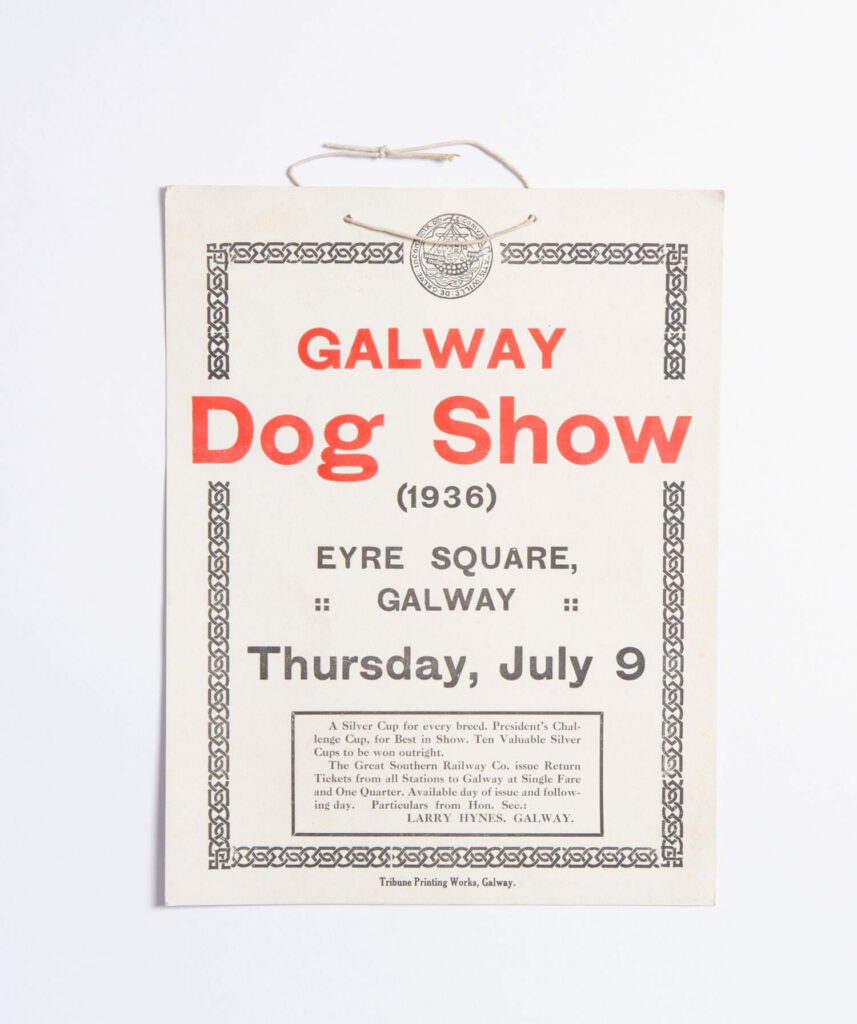 GALWAY
Dog Show
(1936)
EYRE SQUARE,
:: GALWAY ::
Thursday, July 9
A Silver Cup for every breed. President's Chal-
lenge Cup, for Best in Show. Ten Valuable Silver
Cups to be won outright.
The Great Southern Railway Co. issue Return
Tickets from all Stations to Galway at Single Fare
and One Quarter. Available day of issue and follow-
ing day. Particulars from Hon. Sec.:
LARRY HYNES, GALWAY.
Tribune Printing Works, Galway.